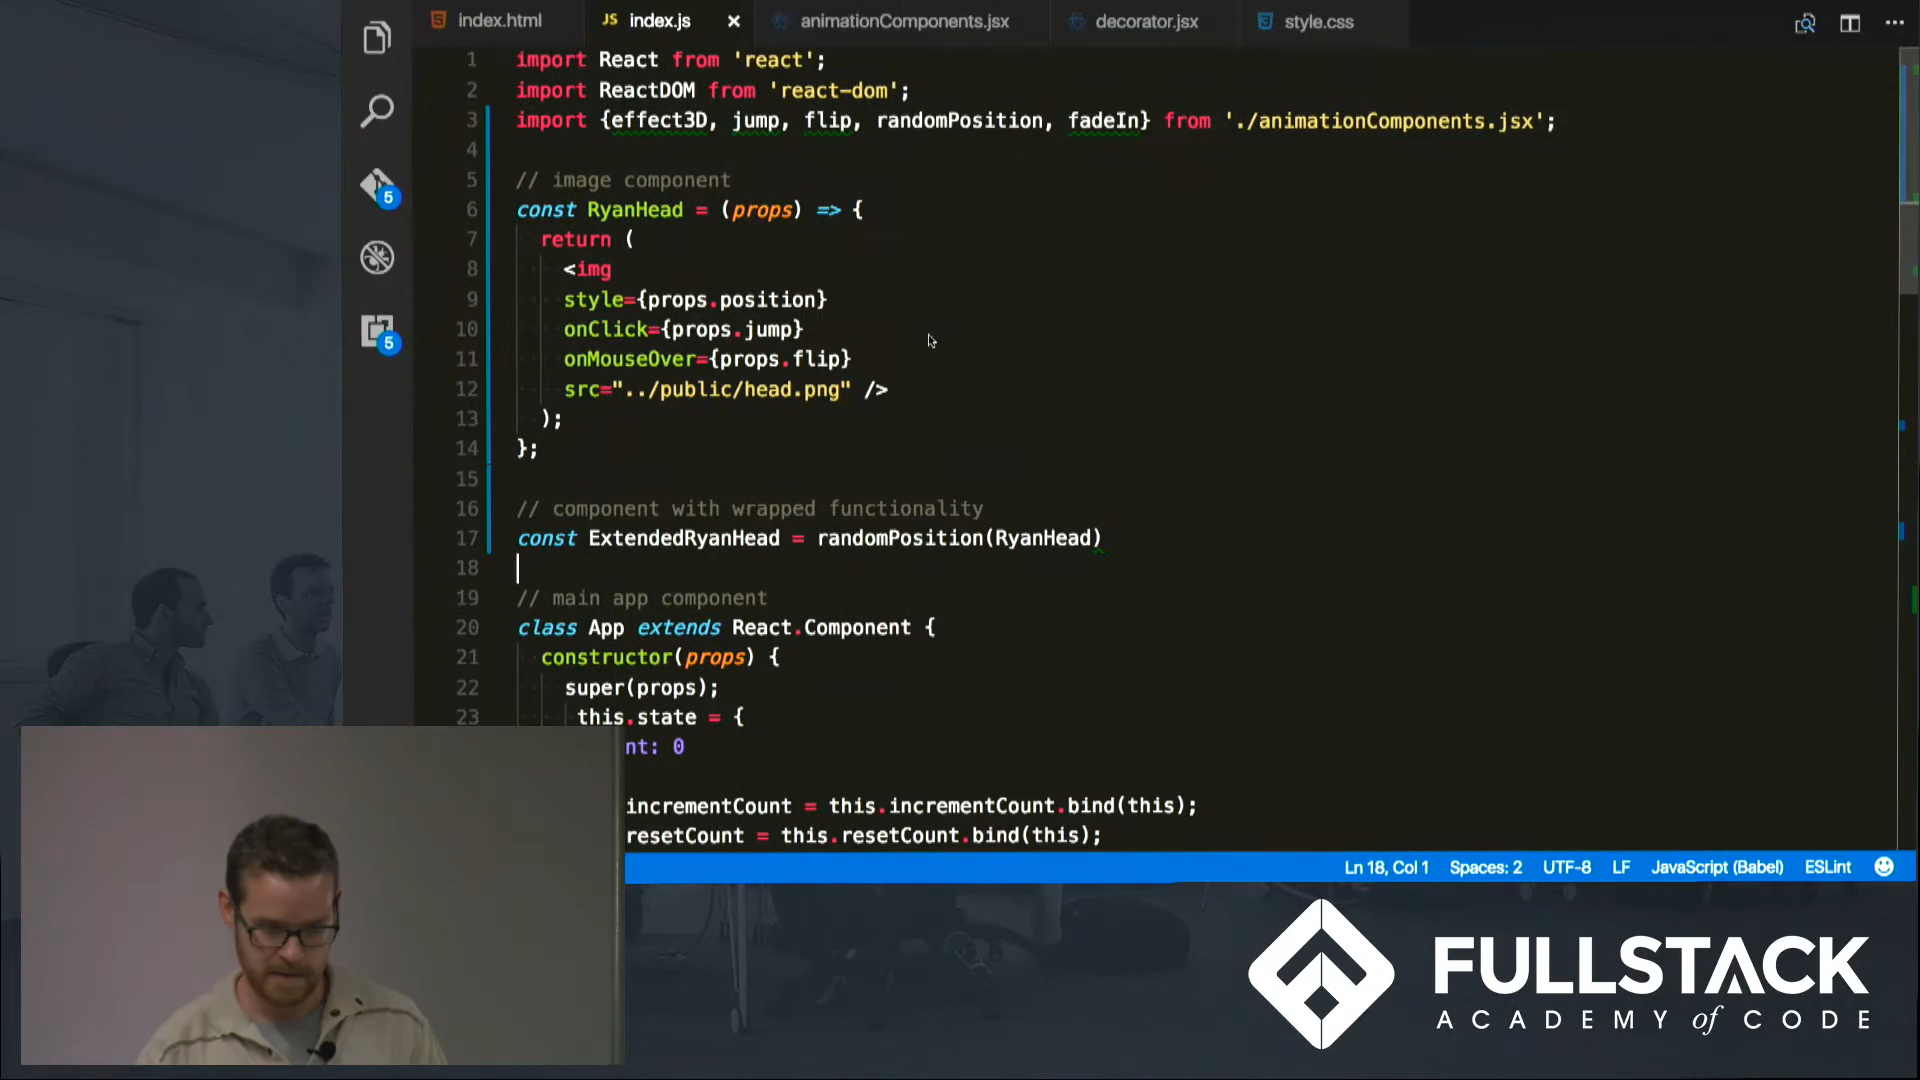 index.html
JS index.js
animationComponents.jsx
decorator.jsx
style.css
1 import React from 'react';
2 import ReactDOM from 'react-dom';
3 import {effect3D, jump, flip, randomPosition, fadeIn} from './animationComponents.jsx';
4
5 // image component
6 const RyanHead = (props) => {
7 return (
8 <img
9 style={props.position}
10 onClick={props.jump}
11 onMouseOver={props.flip}
12 src="../public/head.png" />
13 );
14 };
15
16 // component with wrapped functionality
17 const ExtendedRyanHead = randomPosition(RyanHead)
18
19 // main app component
20 class App extends React.Component {
21 constructor(props) {
22 super(props);
23 this.state = {
nt: 0
incrementCount = this.incrementCount.bind(this);
resetCount = this.resetCount.bind(this);
5
5
Ln 18, Col 1 Spaces: 2 UTF-8 LF JavaScript (Babel) ESLint
FULLSTACK
ACADEMY of CODE